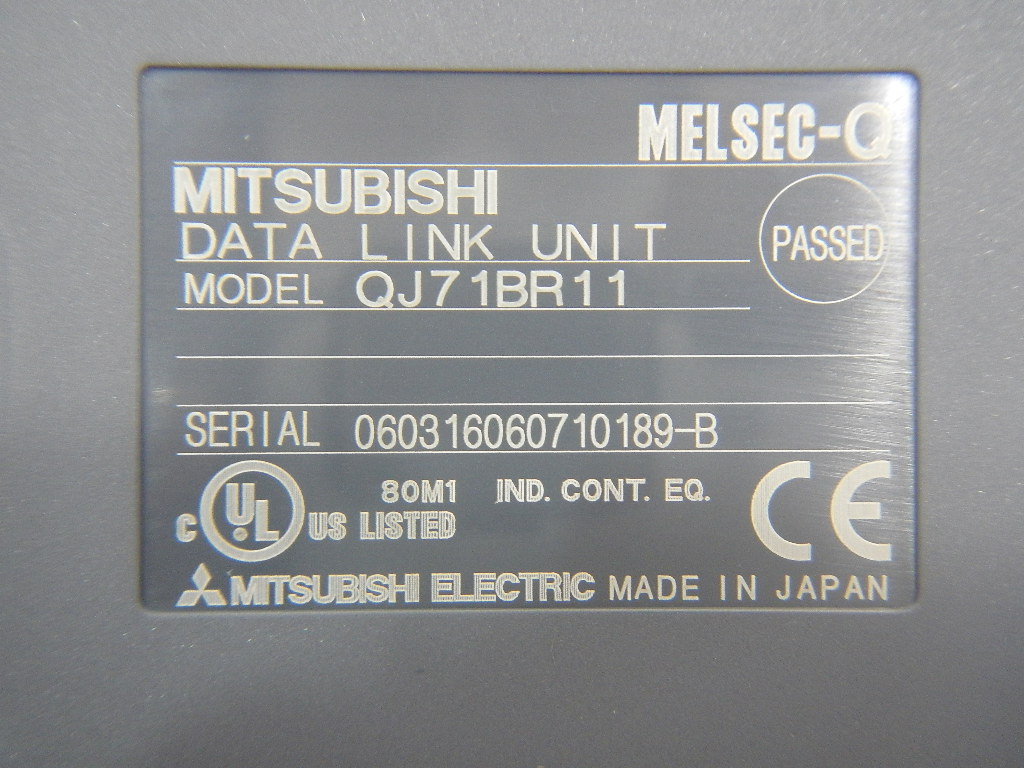 MELSEC-Q
MITSUBISHI
DATA LINK UNIT
PASSED
MODEL QJ71BR11
SERIAL 060316060710189-B
C UL US LISTED 80M1 IND. CONT. EQ.
CE
MITSUBISHI ELECTRIC MADE IN JAPAN